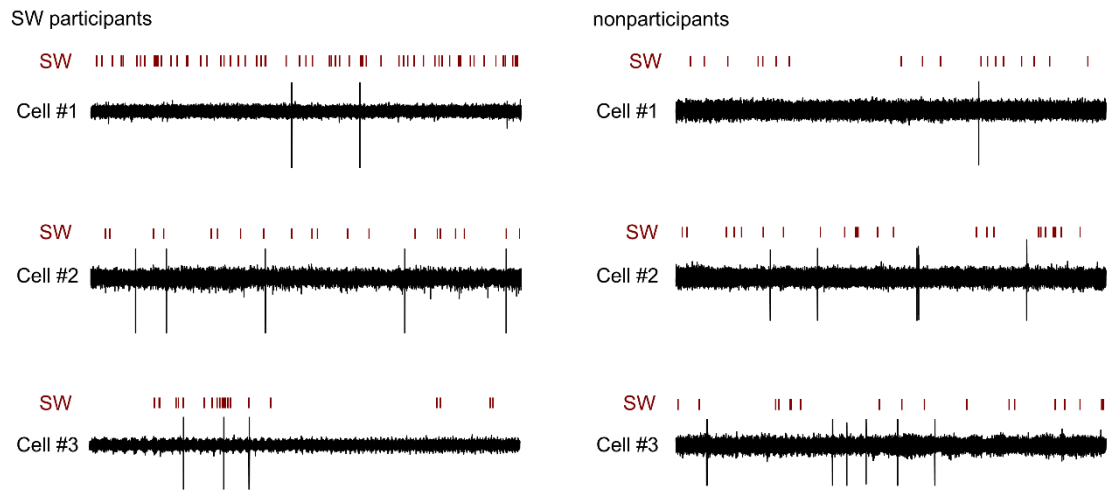 SW participants
SW
Cell #1
SW
Cell #2
SW
Cell #3
nonparticipants
SW
Cell #1
SW
Cell #2
SW
Cell #3